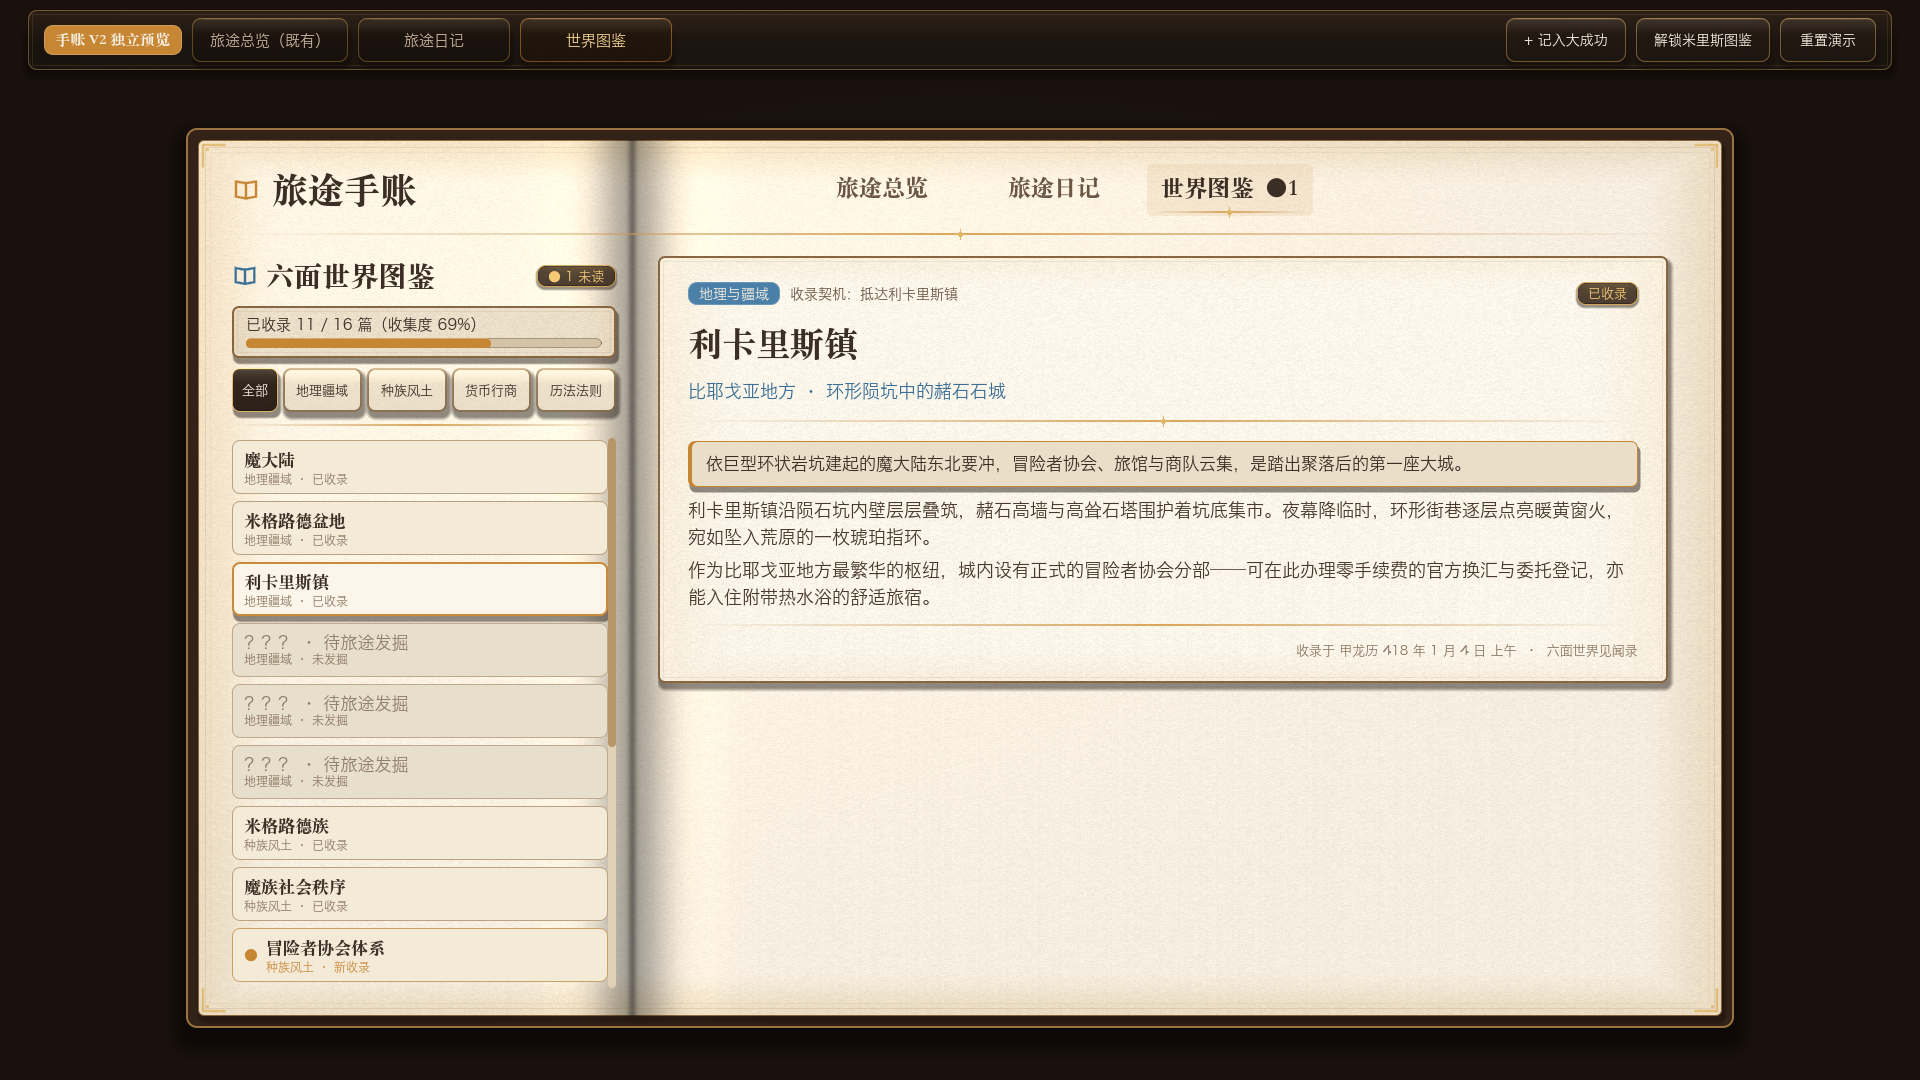 手账 V2 独立预览
旅途总览（既有）
旅途日记
世界图鉴
+ 记入大成功
解锁米里斯图鉴
重置演示
旅途手账
旅途总览
旅途日记
世界图鉴 ●1
六面世界图鉴
1 未读
已收录 11 / 16 篇（收集度 69%）
全部
地理疆域
种族风土
货币行商
历法法则
魔大陆
地理疆域 · 已收录
米格路德盆地
地理疆域 · 已收录
利卡里斯镇
地理疆域 · 已收录
？？？ · 待旅途发掘
地理疆域 · 未发掘
？？？ · 待旅途发掘
地理疆域 · 未发掘
？？？ · 待旅途发掘
地理疆域 · 未发掘
米格路德族
种族风土 · 已收录
魔族社会秩序
种族风土 · 已收录
冒险者协会体系
种族风土 · 新收录
地理与疆域
收录契机：抵达利卡里斯镇
已收录
利卡里斯镇
比耶戈亚地方 · 环形陨坑中的赭石石城
依巨型环状岩坑建起的魔大陆东北要冲，冒险者协会、旅馆与商队云集，是踏出聚落后的第一座大城。
利卡里斯镇沿陨石坑内壁层层叠筑，赭石高墙与高耸石塔围护着坑底集市。夜幕降临时，环形街巷逐层点亮暖黄窗火，
宛如坠入荒原的一枚琥珀指环。
作为比耶戈亚地方最繁华的枢纽，城内设有正式的冒险者协会分部——可在此办理零手续费的官方换汇与委托登记，亦
能入住附带热水浴的舒适旅宿。
收录于 甲龙历 418 年 1 月 4 日 上午 · 六面世界见闻录